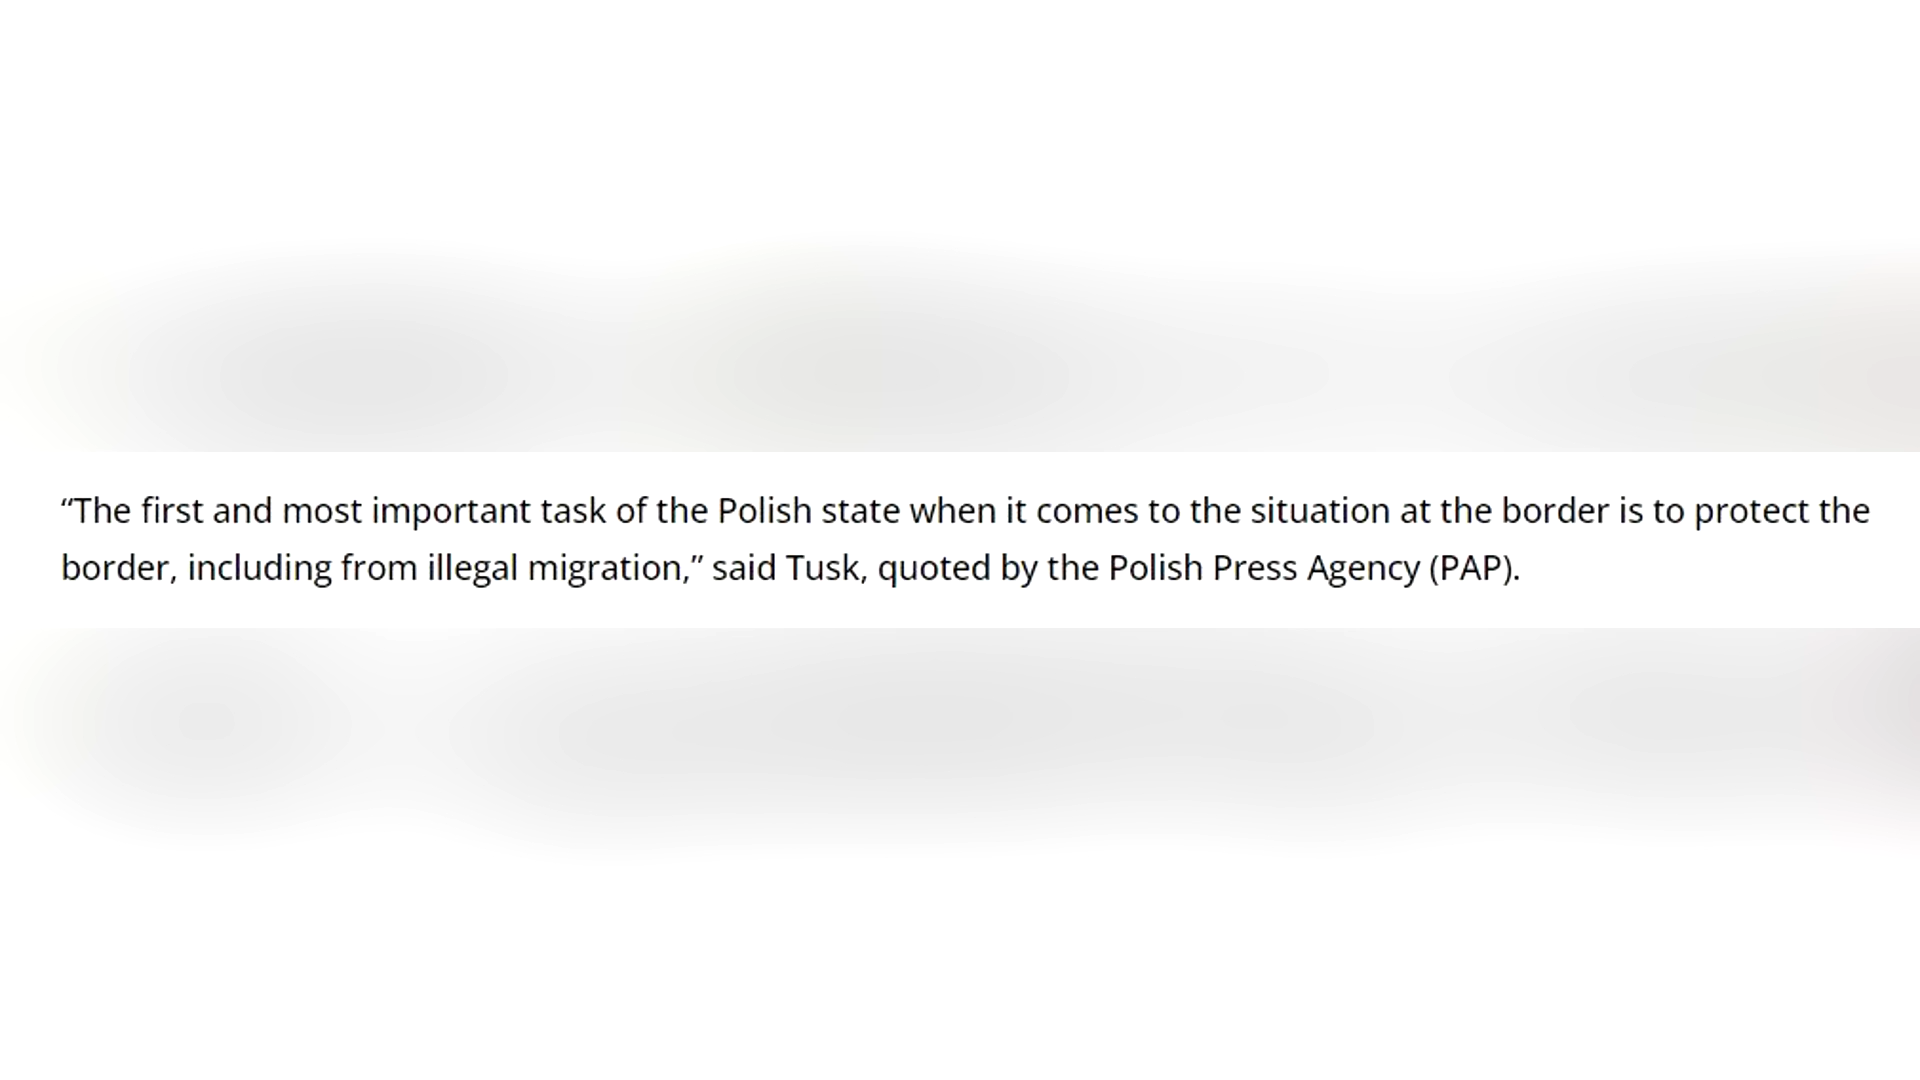 “The first and most important task of the Polish state when it comes to the situation at the border is to protect the
border, including from illegal migration,” said Tusk, quoted by the Polish Press Agency (PAP).